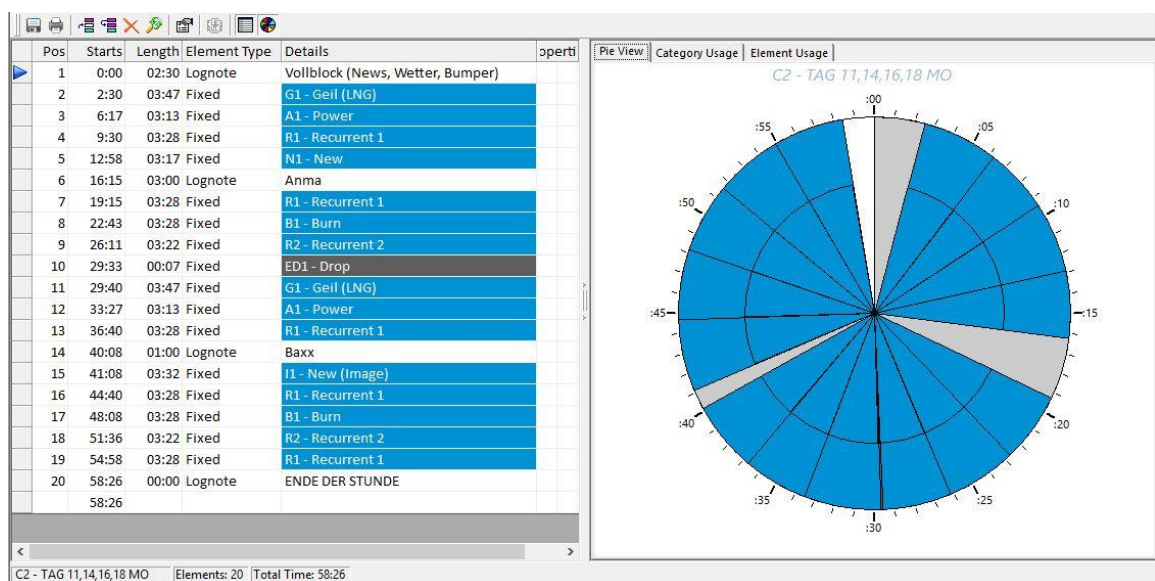 Pos Starts Length Element Type Details operti
1 0:00 02:30 Lognote Vollblock (News, Wetter, Bumper)
2 2:30 03:47 Fixed G1 - Geil (LNG)
3 6:17 03:13 Fixed A1 - Power
4 9:30 03:28 Fixed R1 - Recurrent 1
5 12:58 03:17 Fixed N1 - New
6 16:15 03:00 Lognote Anma
7 19:15 03:28 Fixed R1 - Recurrent 1
8 22:43 03:28 Fixed B1 - Burn
9 26:11 03:22 Fixed R2 - Recurrent 2
10 29:33 00:07 Fixed ED1 - Drop
11 29:40 03:47 Fixed G1 - Geil (LNG)
12 33:27 03:13 Fixed A1 - Power
13 36:40 03:28 Fixed R1 - Recurrent 1
14 40:08 01:00 Lognote Baxx
15 41:08 03:32 Fixed I1 - New (Image)
16 44:40 03:28 Fixed R1 - Recurrent 1
17 48:08 03:28 Fixed B1 - Burn
18 51:36 03:22 Fixed R2 - Recurrent 2
19 54:58 03:28 Fixed R1 - Recurrent 1
20 58:26 00:00 Lognote ENDE DER STUNDE
58:26
Pie View Category Usage Element Usage
C2 - TAG 11,14,16,18 MO
:00
:05
:10
:15
:20
:25
:30
:35
:40
:45
:50
:55
C2 - TAG 11,14,16,18 MO Elements: 20 Total Time: 58:26